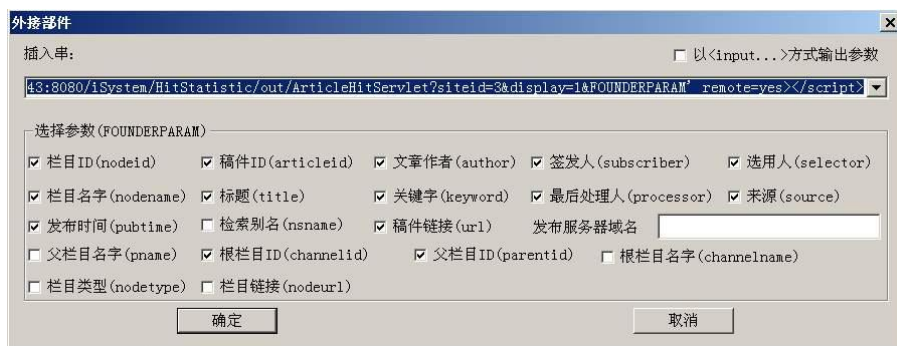 外接部件
插入串:
以<input...>方式输出参数
43:8080/iSystem/HitStatistic/out/ArticleHitServlet?siteid=3&display=1&FOUNDERPARAM' remote=yes></script>
选择参数(FOUNDERPARAM)
栏目ID(nodeid) 稿件ID(articleid) 文章作者(author) 签发人(subscriber) 选用人(selector)
栏目名字(nodename) 标题(title) 关键字(keyword) 最后处理人(processor) 来源(source)
发布时间(pubtime) 检索别名(nsname) 稿件链接(url) 发布服务器域名
父栏目名字(pname) 根栏目ID(channelid) 父栏目ID(parentid) 根栏目名字(channelname)
栏目类型(nodetype) 栏目链接(nodeurl)
确定 取消